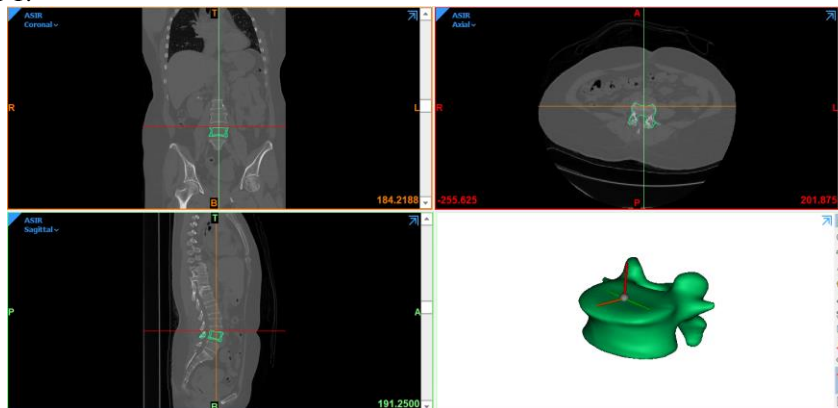 ASIR
Coronal
T
R
L
B
184.2188
ASIR
Axial
A
R
L
P
-255.625
201.875
ASIR
Sagittal
T
P
A
B
191.2500